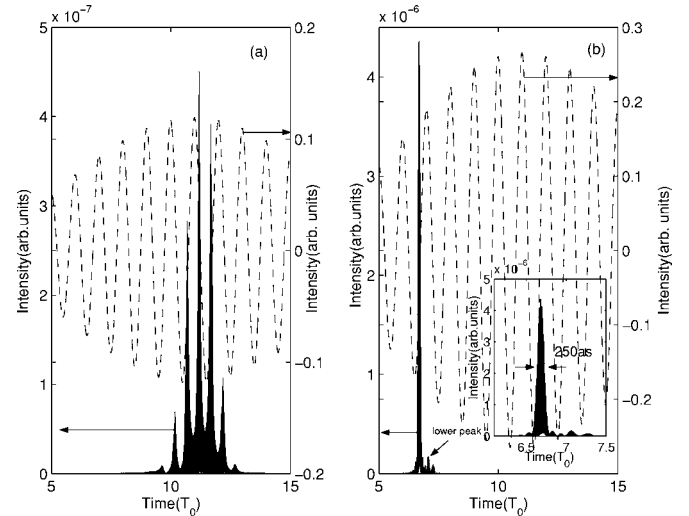 x 10⁻⁷
5
4
3
2
1
0
5
10
15
Time(T₀)
Intensity(arb.units)
(a)
0.2
0.1
0
−0.1
−0.2
Intensity(arb. units)
x 10⁻⁶
4
3
2
1
0
5
10
15
Time(T₀)
Intensity(arb.units)
(b)
0.3
0.2
0.1
0
−0.1
−0.2
Intensity(arb. units)
lower peak
x 10⁻⁶
5
4
3
2
1
0
6.5
7
7.5
Time(T₀)
Intensity(arb.units)
250as